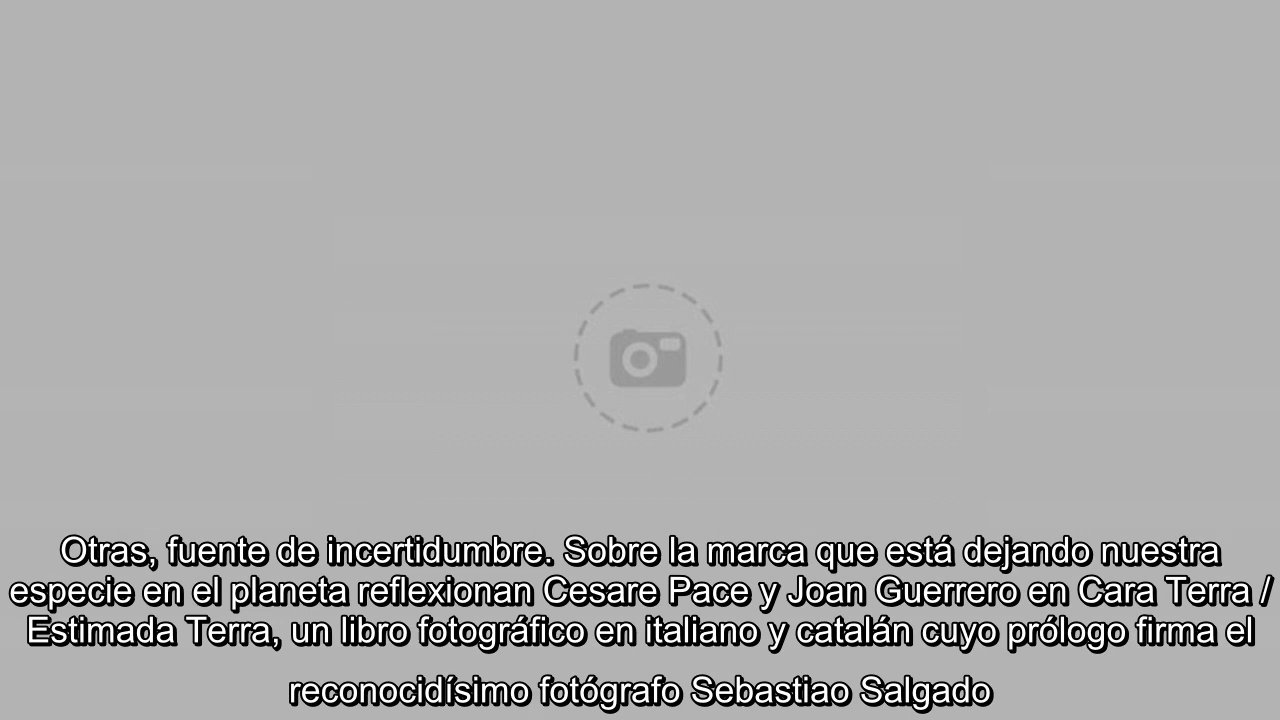 Otras, fuente de incertidumbre. Sobre la marca que está dejando nuestra
especie en el planeta reflexionan Cesare Pace y Joan Guerrero en Cara Terra /
Estimada Terra, un libro fotográfico en italiano y catalán cuyo prólogo firma el
reconocidísimo fotógrafo Sebastiao Salgado